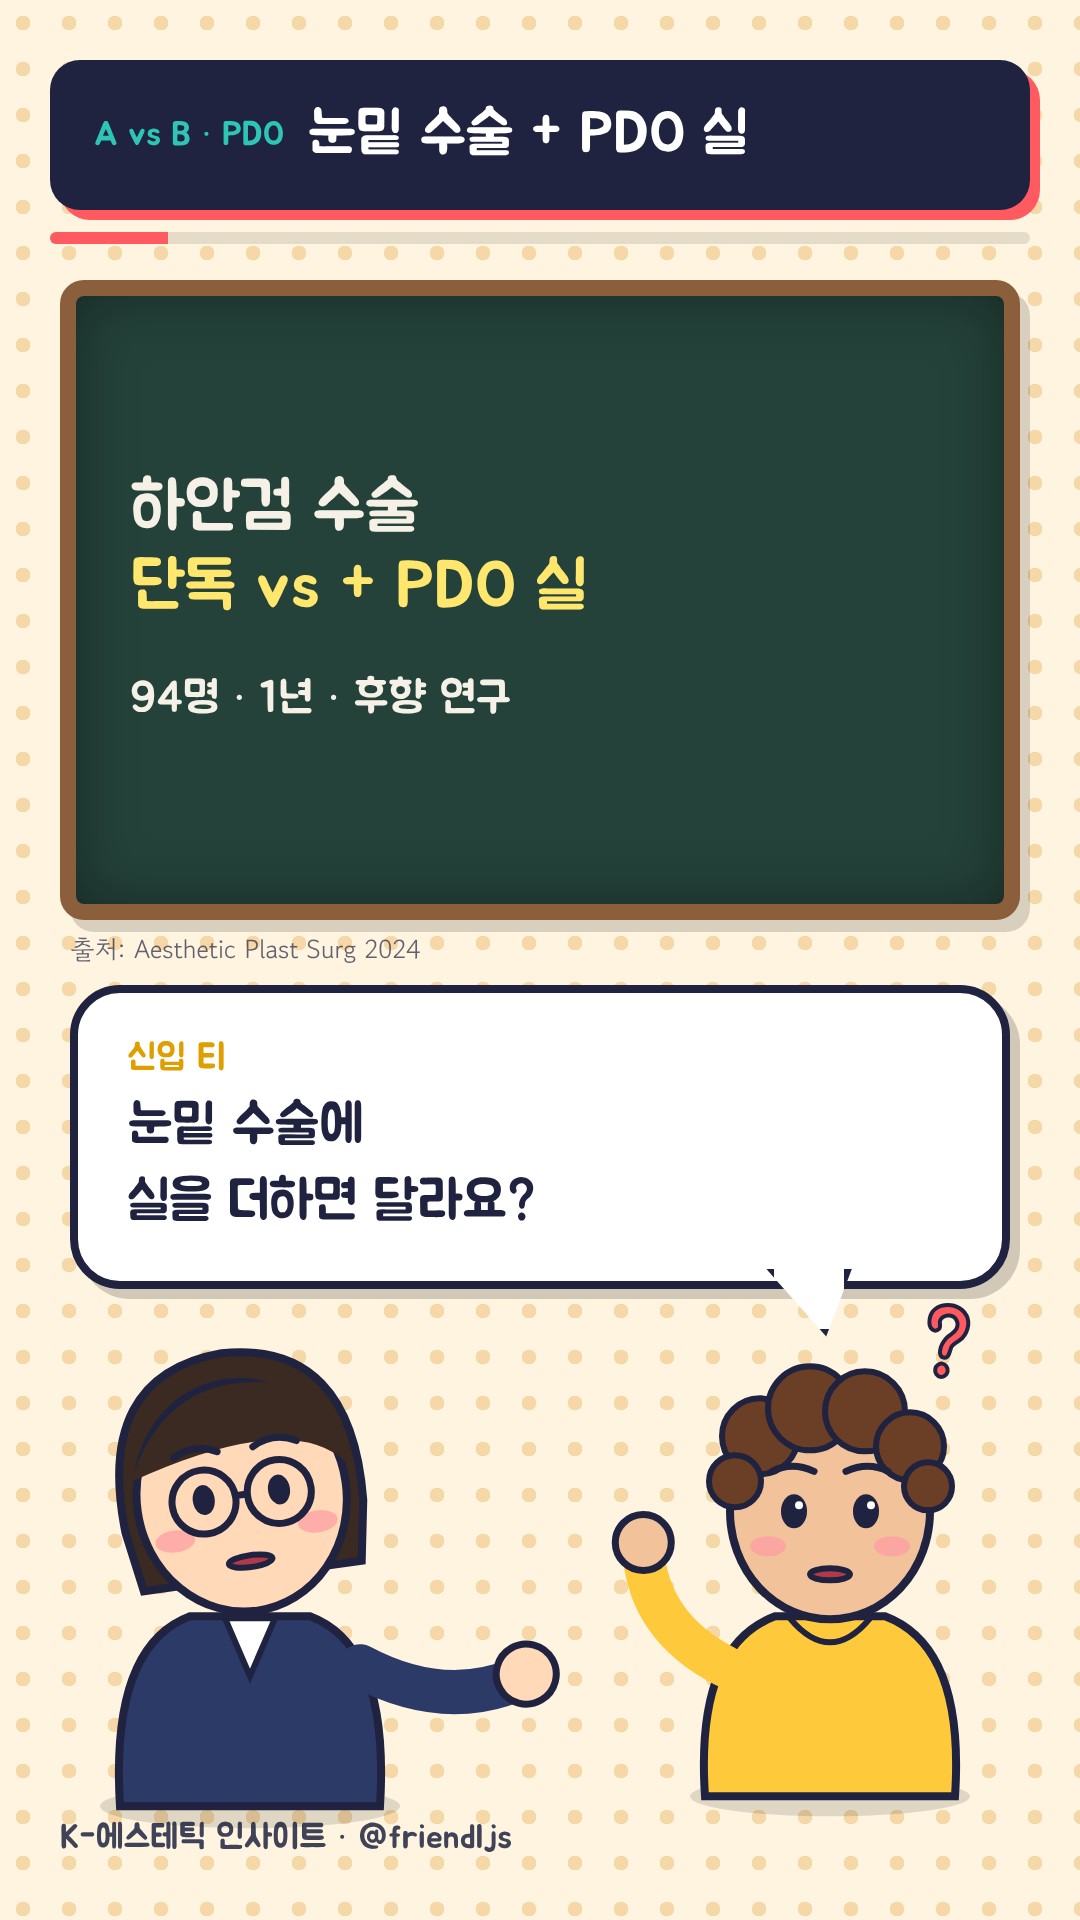 A vs B · PDO 눈밑 수술 + PDO 실
하안검 수술
단독 vs + PDO 실
94명 · 1년 · 후향 연구
출처: Aesthetic Plast Surg 2024
신입 티
눈밑 수술에
실을 더하면 달라요?
?
K-에스테틱 인사이트 · @friendljs